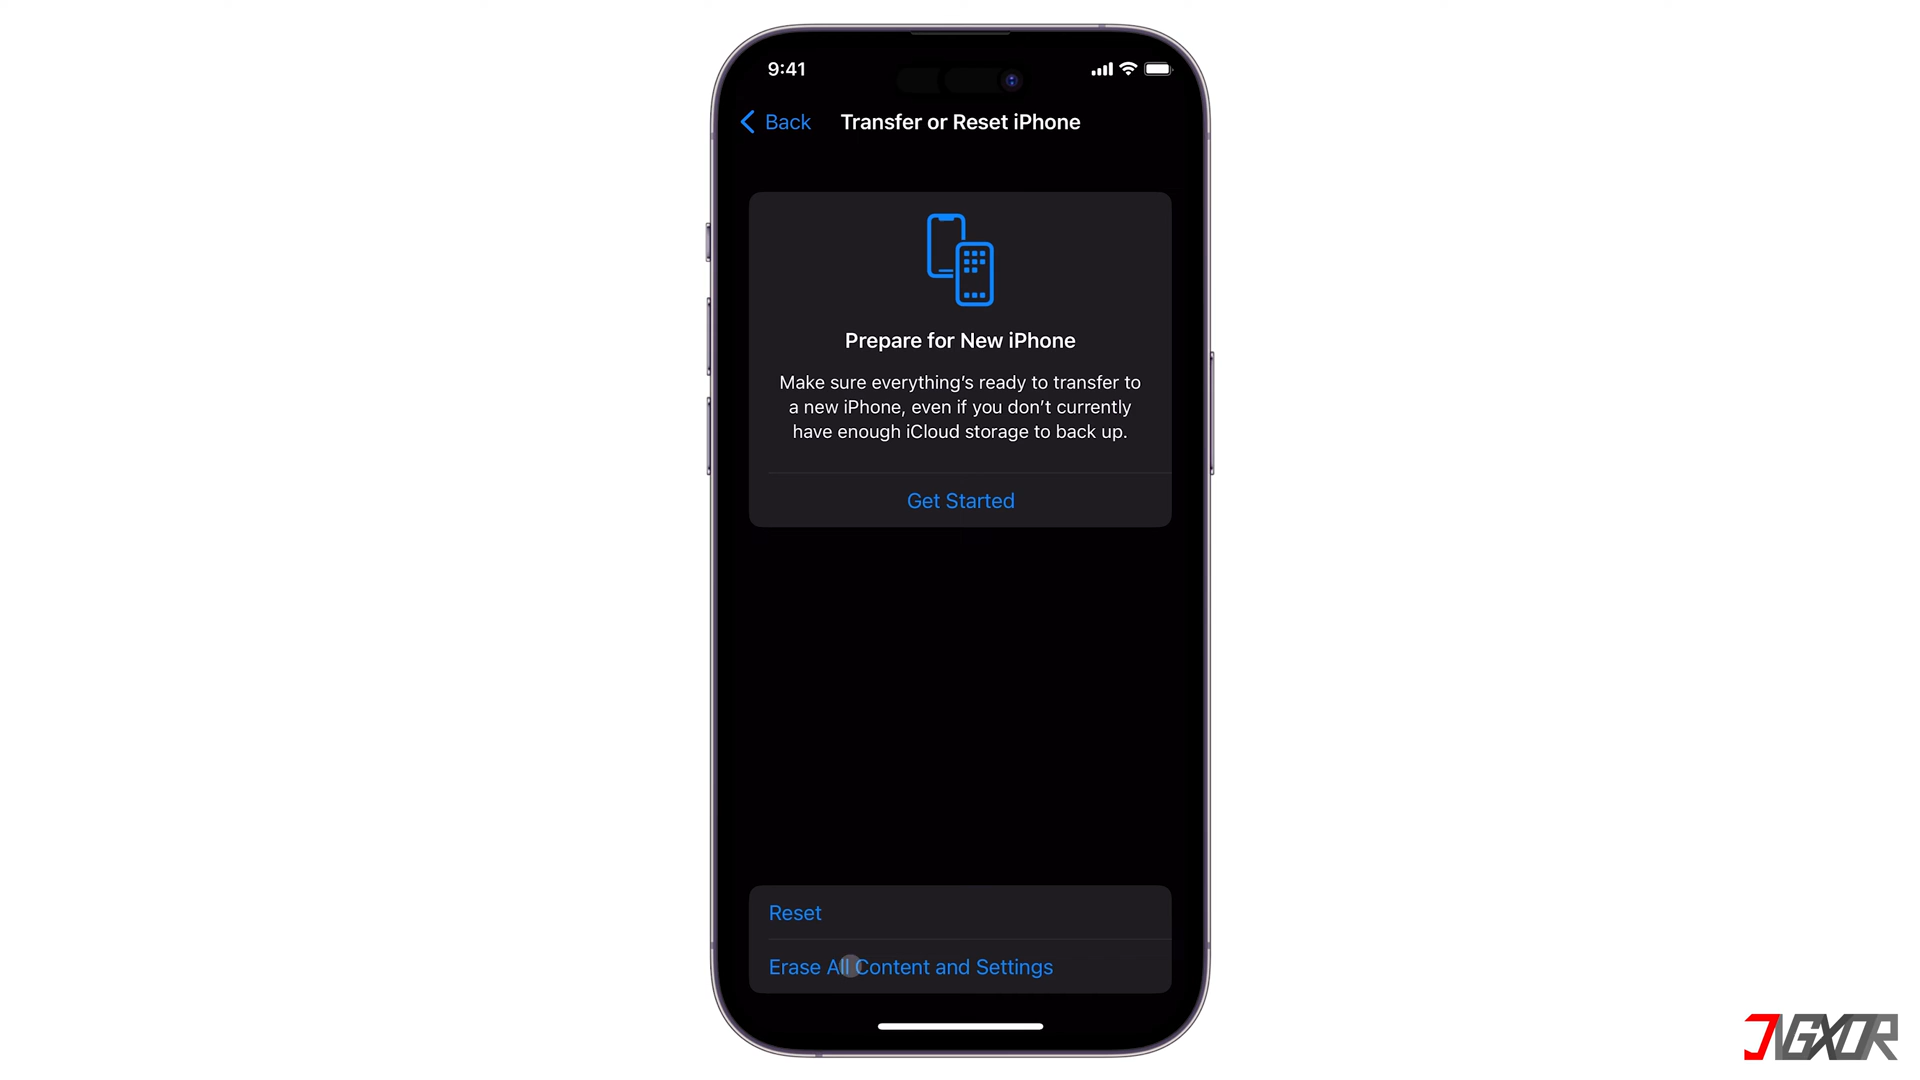 9:41
Back
Transfer or Reset iPhone
Prepare for New iPhone
Make sure everything's ready to transfer to
a new iPhone, even if you don't currently
have enough iCloud storage to back up.
Get Started
Reset
Erase All Content and Settings
JVGXOR